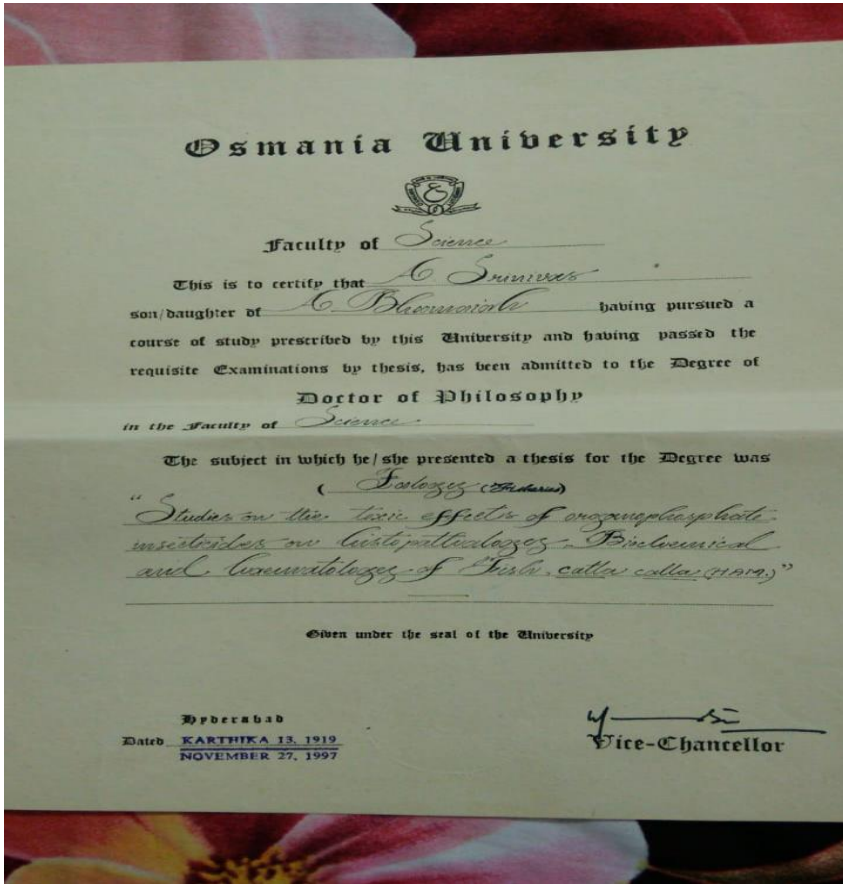 Osmania University
Faculty of Science
This is to certify that A Srinivas
son/daughter of A Bhoomaiah having pursued a
course of study prescribed by this University and having passed the
requisite Examinations by thesis, has been admitted to the Degree of
Doctor of Philosophy
in the Faculty of Science
The subject in which he/she presented a thesis for the Degree was
(
"Studies on the toxic effects of organophosphate
insecticides on histopathology Biochemical
and haematology of Fish. catla catla (HAM.)"
Given under the seal of the University
Hyderabad
Dated KARTHIKA 13, 1919
NOVEMBER 27, 1997
Vice-Chancellor